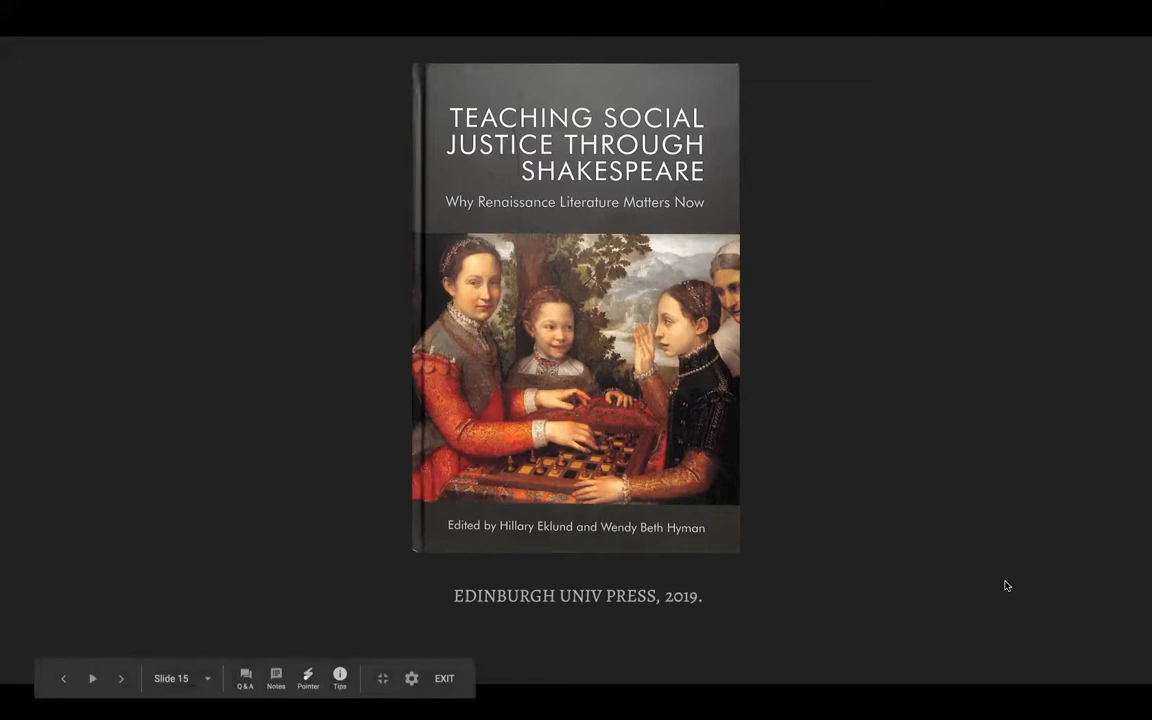 TEACHING SOCIAL
JUSTICE THROUGH
SHAKESPEARE
Why Renaissance Literature Matters Now
Edited by Hillary Eklund and Wendy Beth Hyman
EDINBURGH UNIV PRESS, 2019.
Slide 15
Q & A
Notes
Pointer
Tips
EXIT